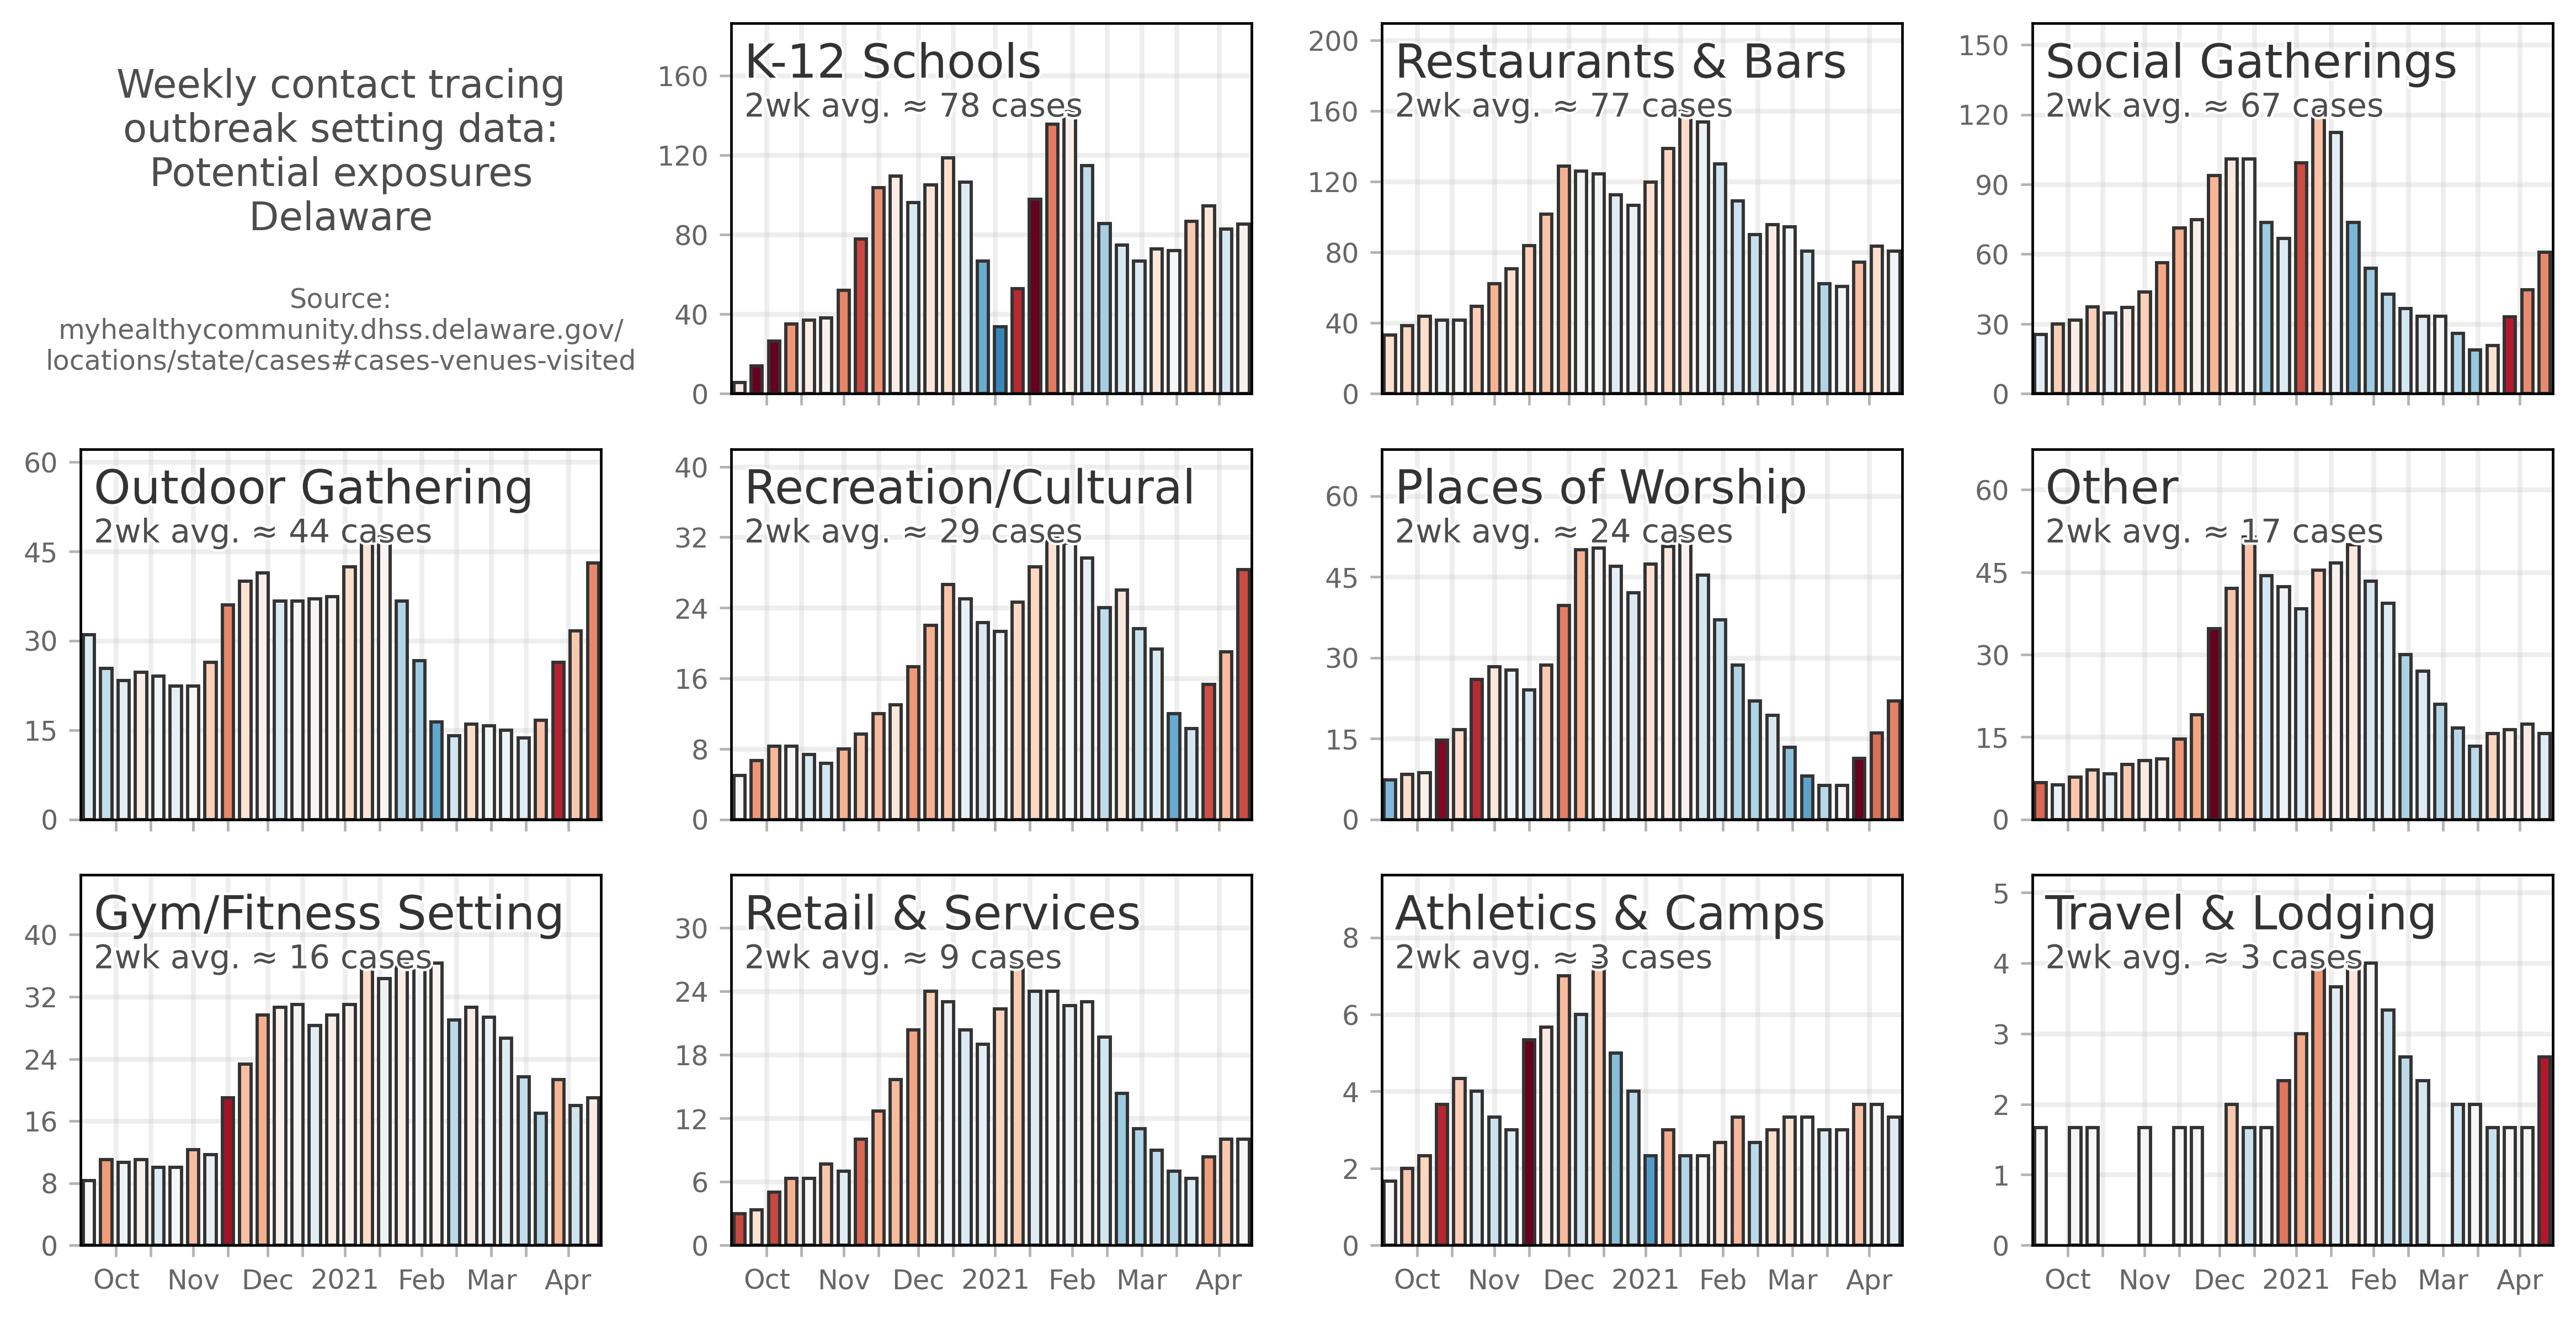 Weekly contact tracing
outbreak setting data:
Potential exposures
Delaware
Source:
myhealthycommunity.dhss.delaware.gov/
locations/state/cases#cases-venues-visited
K-12 Schools
2wk avg. ≈ 78 cases
160
120
80
40
0
Restaurants & Bars
2wk avg. ≈ 77 cases
200
160
120
80
40
0
Social Gatherings
2wk avg. ≈ 67 cases
150
120
90
60
30
0
Outdoor Gathering
2wk avg. ≈ 44 cases
60
45
30
15
0
Recreation/Cultural
2wk avg. ≈ 29 cases
40
32
24
16
8
0
Places of Worship
2wk avg. ≈ 24 cases
60
45
30
15
0
Other
2wk avg. ≈ 17 cases
60
45
30
15
0
Gym/Fitness Setting
2wk avg. ≈ 16 cases
40
32
24
16
8
0
Oct Nov Dec 2021 Feb Mar Apr
Retail & Services
2wk avg. ≈ 9 cases
30
24
18
12
6
0
Oct Nov Dec 2021 Feb Mar Apr
Athletics & Camps
2wk avg. ≈ 3 cases
8
6
4
2
0
Oct Nov Dec 2021 Feb Mar Apr
Travel & Lodging
2wk avg. ≈ 3 cases
5
4
3
2
1
0
Oct Nov Dec 2021 Feb Mar Apr